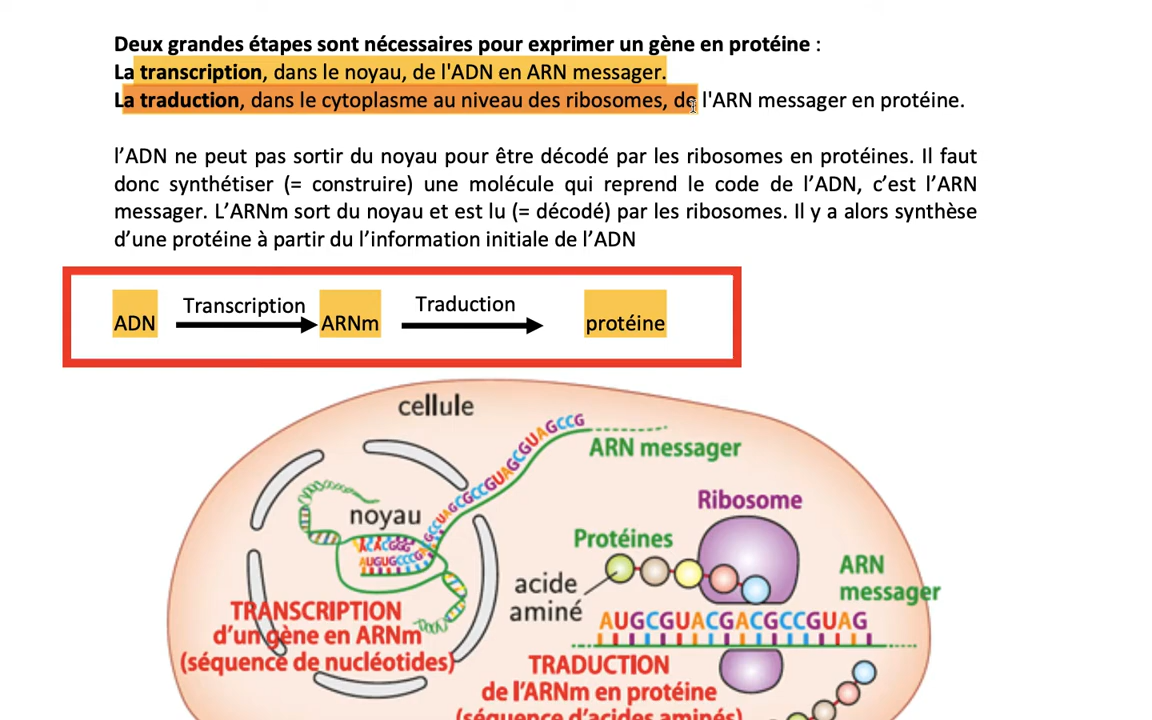 Deux grandes étapes sont nécessaires pour exprimer un gène en protéine :
La transcription, dans le noyau, de l'ADN en ARN messager.
La traduction, dans le cytoplasme au niveau des ribosomes, de l'ARN messager en protéine.
l'ADN ne peut pas sortir du noyau pour être décodé par les ribosomes en protéines. Il faut
donc synthétiser (= construire) une molécule qui reprend le code de l'ADN, c'est l'ARN
messager. L'ARNm sort du noyau et est lu (= décodé) par les ribosomes. Il y a alors synthèse
d'une protéine à partir du l'information initiale de l'ADN
Transcription
Traduction
ADN
ARNm
protéine
cellule
AUGUGCCCGAGCCUAGCGCCGUAGCGUAGCCG
ARN messager
Ribosome
noyau
ACACGGG
Protéines
ARN
messager
acide
aminé
AUGCGUACGACGCCGUAG
TRANSCRIPTION
d'un gène en ARNm
(séquence de nucléotides)
TRADUCTION
de l'ARNm en protéine
(séquence d'acides aminés)